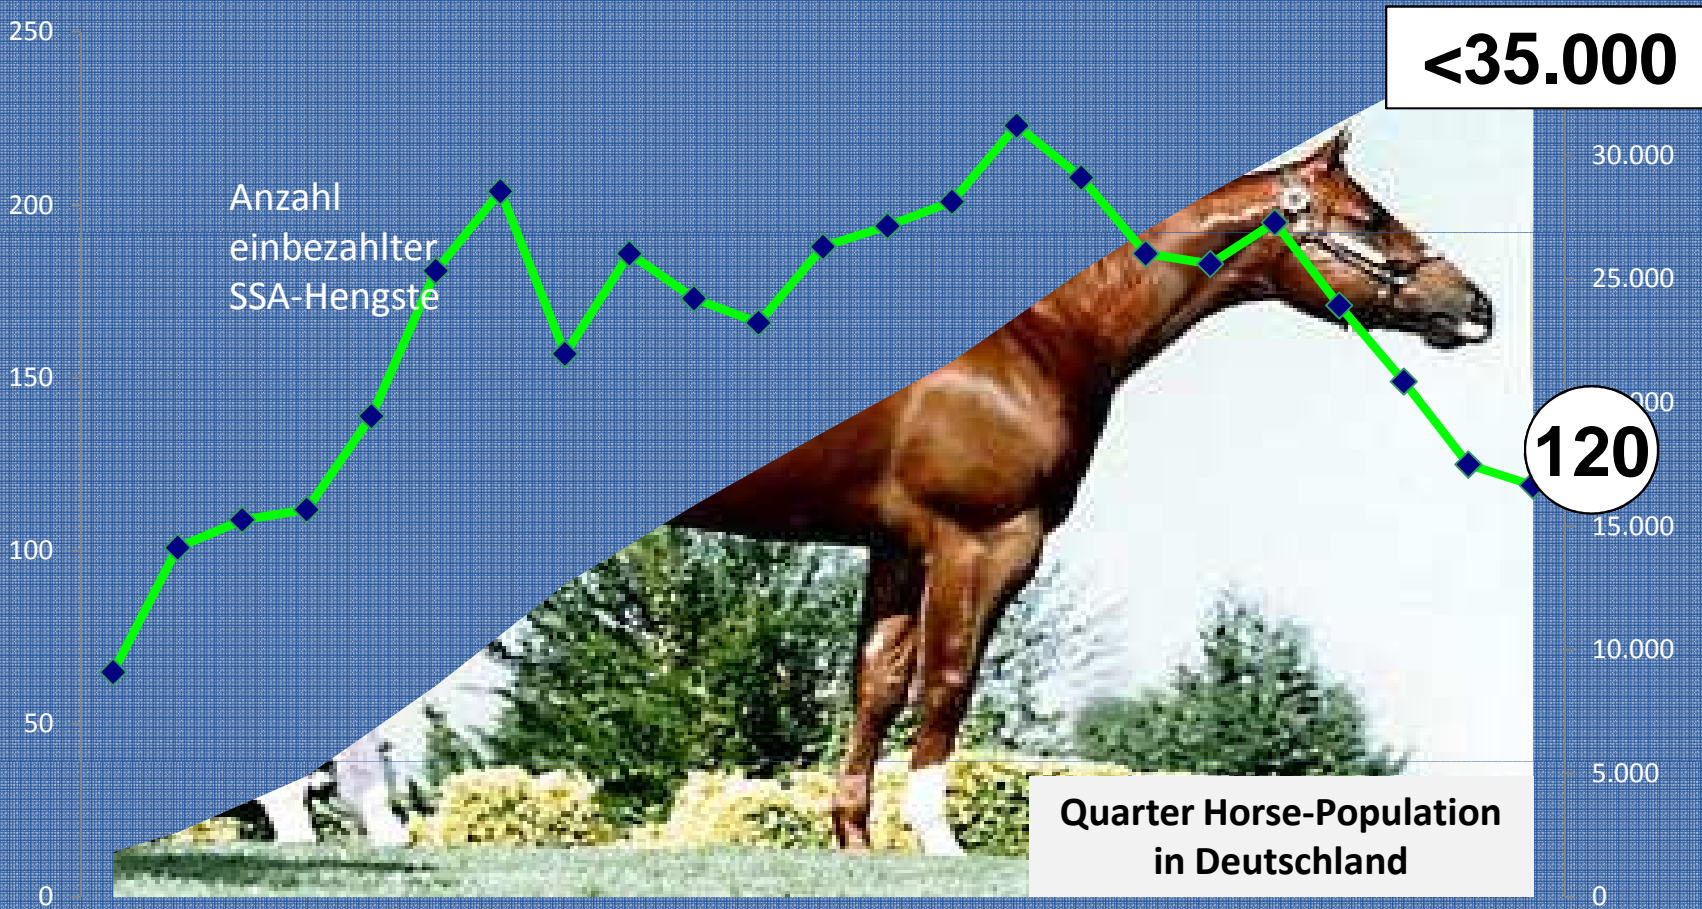 250
200
150
100
50
0
Anzahl
einbezahlter
SSA-Hengste
<35.000
30.000
25.000
120
15.000
10.000
5.000
0
Quarter Horse-Population
in Deutschland